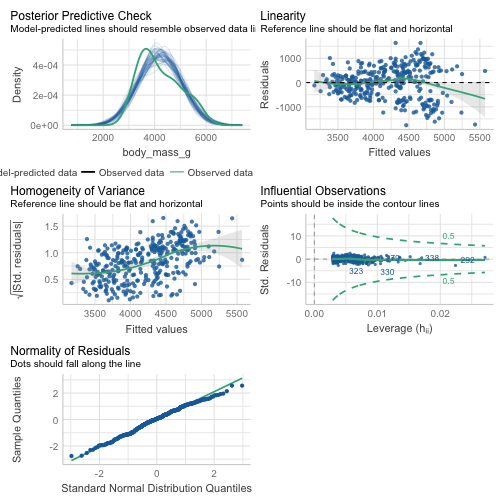 Posterior Predictive Check
Model-predicted lines should resemble observed data li
Density
4e-04
2e-04
0e+00
2000 4000 6000
body_mass_g
del-predicted data Observed data Observed data
Linearity
Reference line should be flat and horizontal
Residuals
1000
0
-1000
3500 4000 4500 5000 5500
Fitted values
Homogeneity of Variance
Reference line should be flat and horizontal
√|Std. residuals|
1.5
1.0
0.5
3500 4000 4500 5000 5500
Fitted values
Influential Observations
Points should be inside the contour lines
Std. Residuals
10
0
-10
0.5
338
292
323
330
0.5
0.00 0.01 0.02
Leverage (hii)
Normality of Residuals
Dots should fall along the line
Sample Quantiles
2
0
-2
-2 0 2
Standard Normal Distribution Quantiles